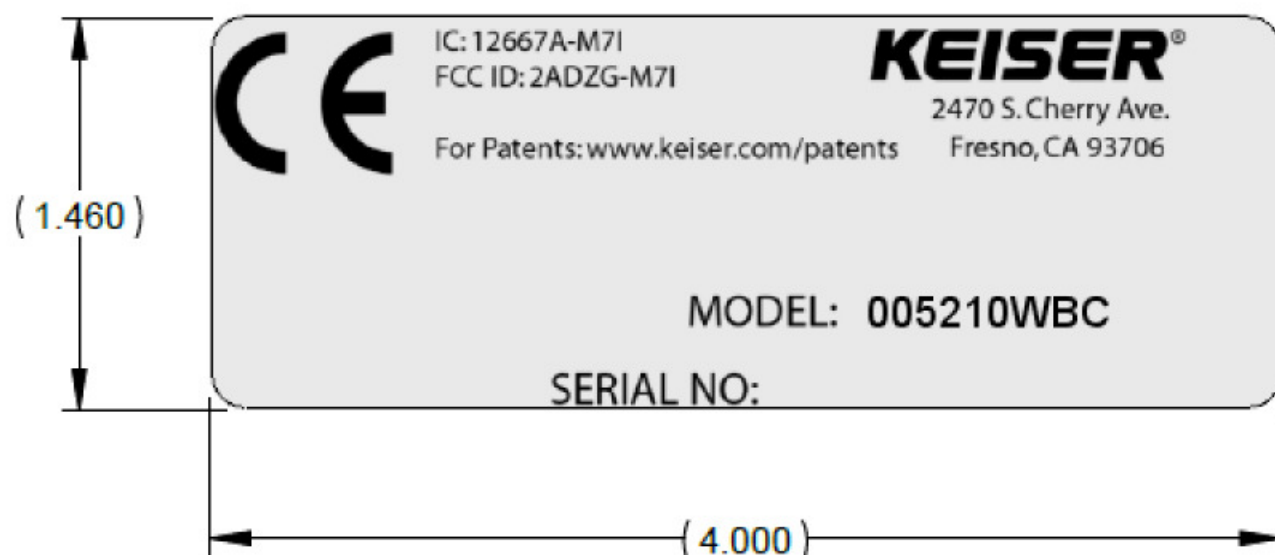 IC: 12667A-M7I
FCC ID: 2ADZG-M7I
For Patents: www.keiser.com/patents
KEISER®
2470 S. Cherry Ave.
Fresno, CA 93706
CE
( 1.460 )
MODEL: 005210WBC
SERIAL NO:
( 4.000 )